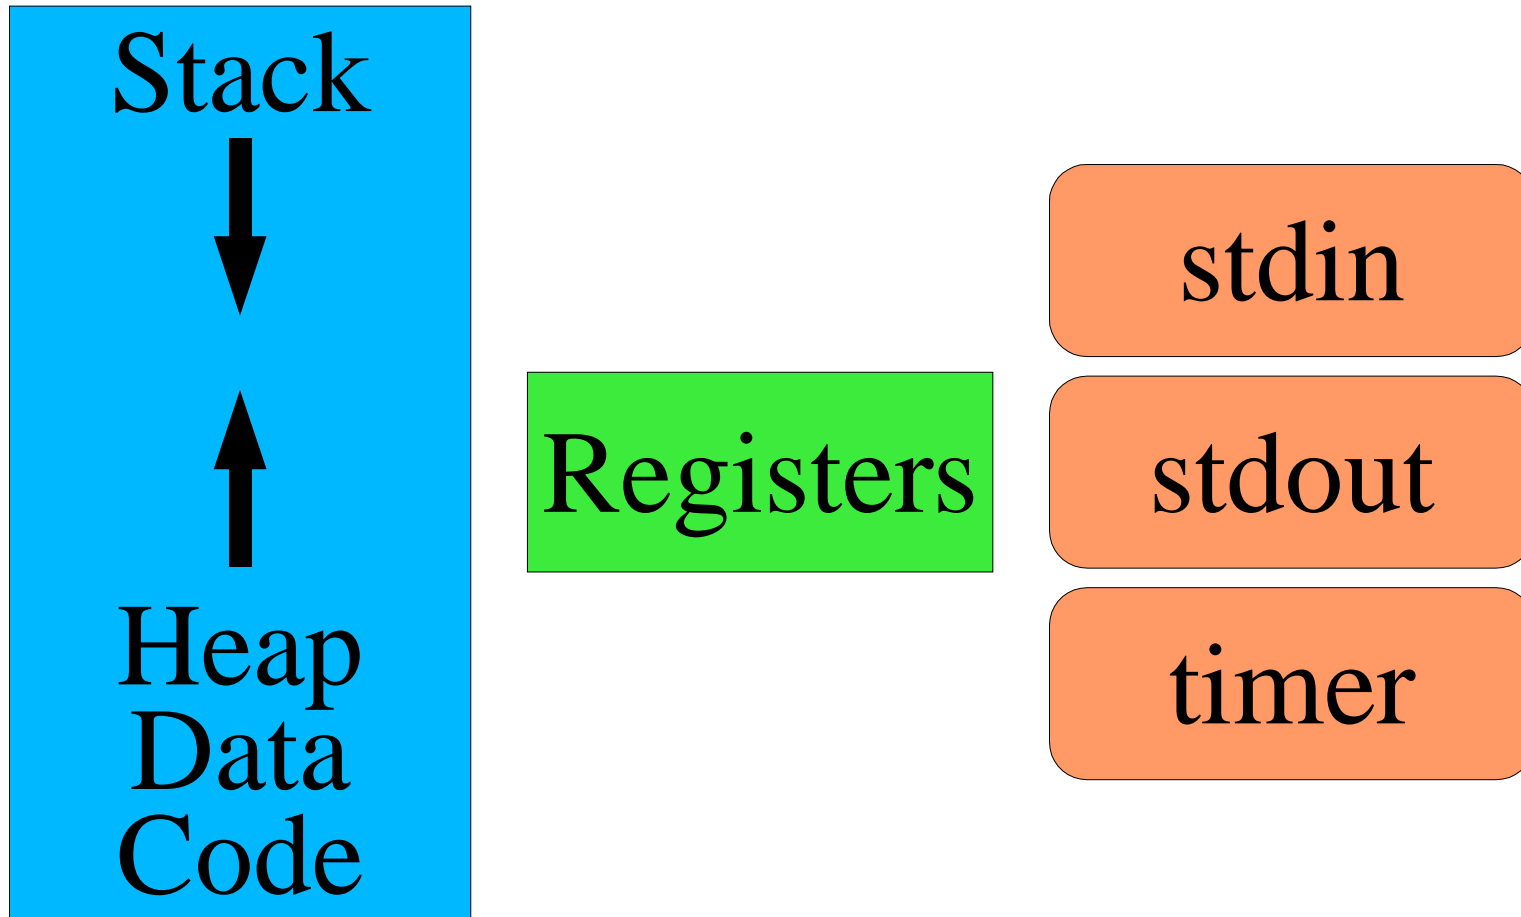 Stack
Heap
Data
Code
Registers
stdin
stdout
timer